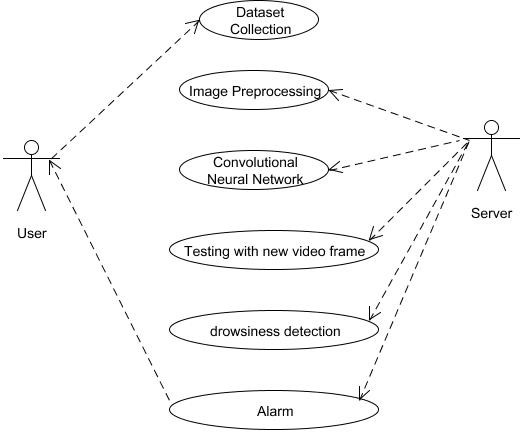 Dataset
Collection
Image Preprocessing
Convolutional
Neural Network
User
Server
Testing with new video frame
drowsiness detection
Alarm